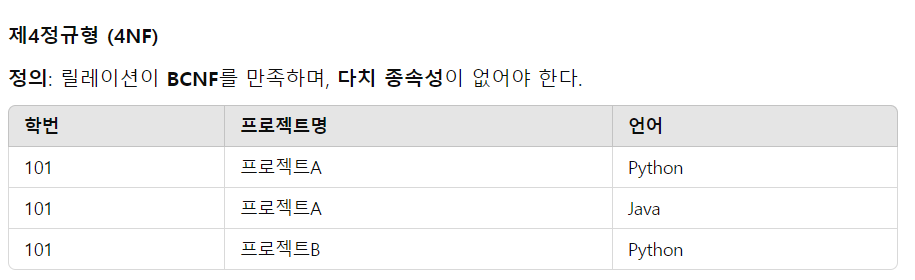 제4정규형 (4NF)
정의: 릴레이션이 BCNF를 만족하며, 다치 종속성이 없어야 한다.
학번 프로젝트명 언어
101 프로젝트A Python
101 프로젝트A Java
101 프로젝트B Python